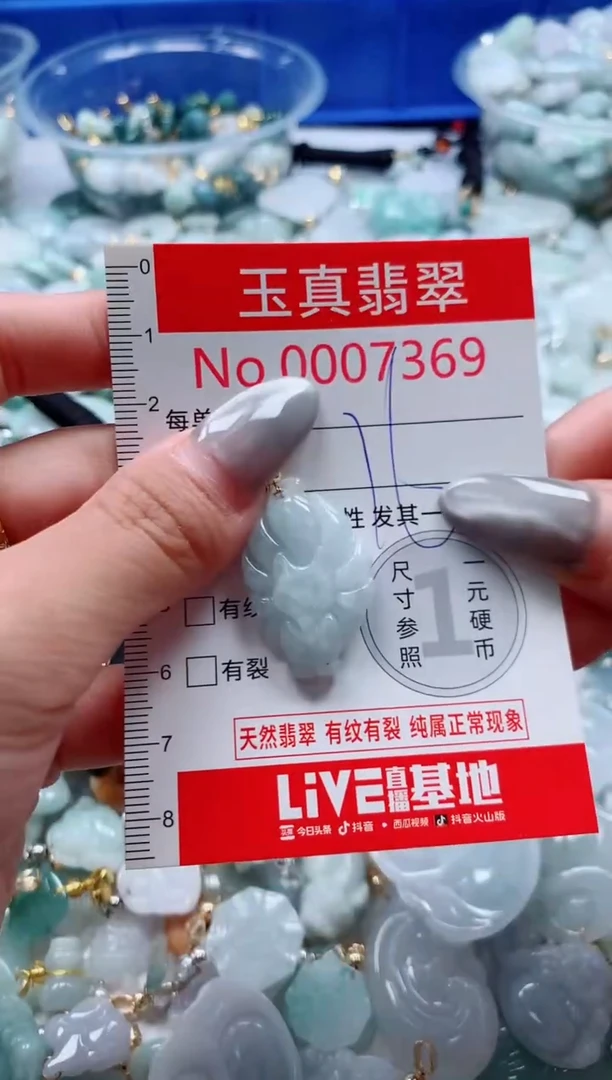 0
玉真翡翠
1
No 0007369
2
每单
性 发其一
有纹
尺寸参照
1
一元硬币
6
有裂
天然翡翠 有纹有裂 纯属正常现象
7
LiVE直播基地
8
今日头条 抖音 西瓜视频 抖音火山版